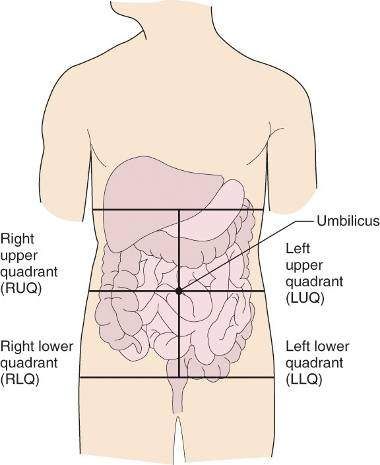 Umbilicus
Right
upper
quadrant
(RUQ)
Left
upper
quadrant
(LUQ)
Right lower
quadrant
(RLQ)
Left lower
quadrant
(LLQ)